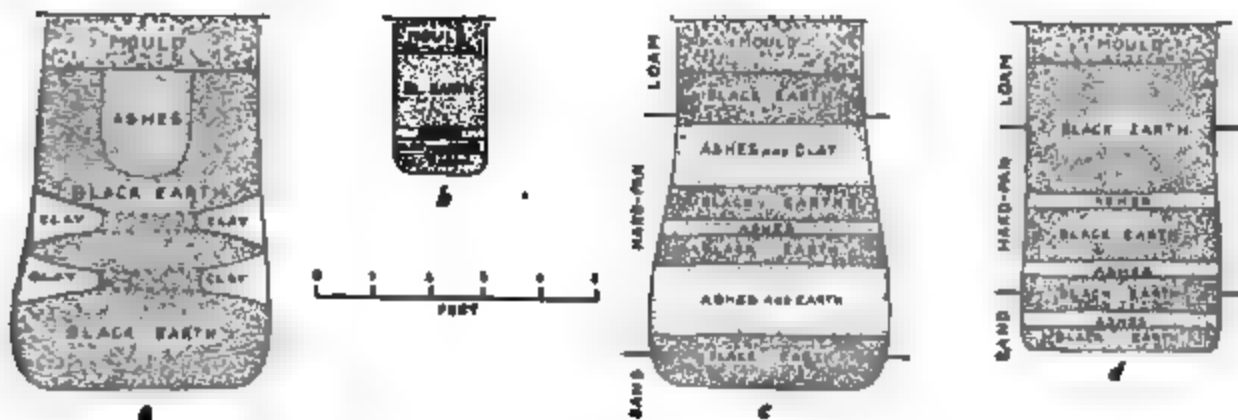 MOULD
ASHES
BLACK EARTH
CLAY CLAY
CLAY CLAY
BLACK EARTH
a
MOULD
BL. EARTH
b
FEET
LOAM
HARD-PAN
SAND
MOULD
BLACK EARTH
ASHES AND CLAY
BLACK EARTH
ASHES
BLACK EARTH
ASHES AND EARTH
BLACK EARTH
c
LOAM
HARD-PAN
SAND
MOULD
BLACK EARTH
ASHES
BLACK EARTH
ASHES
BLACK EARTH
ASHES
BLACK EARTH
d